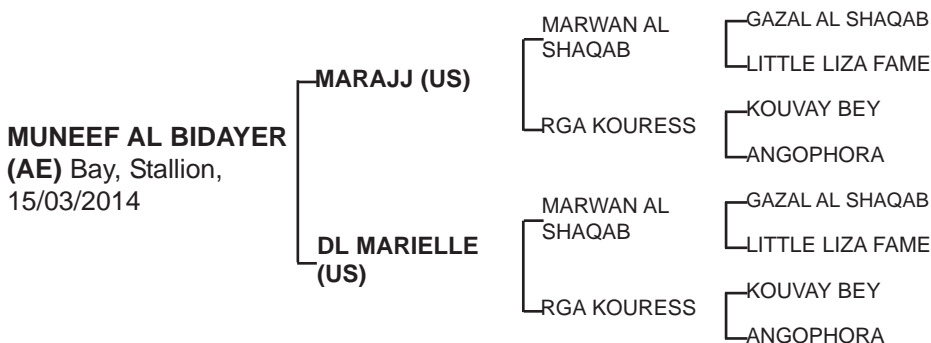 MUNEEF AL BIDAYER
(AE) Bay, Stallion,
15/03/2014
MARAJJ (US)
DL MARIELLE
(US)
MARWAN AL
SHAQAB
RGA KOURESS
MARWAN AL
SHAQAB
RGA KOURESS
GAZAL AL SHAQAB
LITTLE LIZA FAME
KOUVAY BEY
ANGOPHORA
GAZAL AL SHAQAB
LITTLE LIZA FAME
KOUVAY BEY
ANGOPHORA